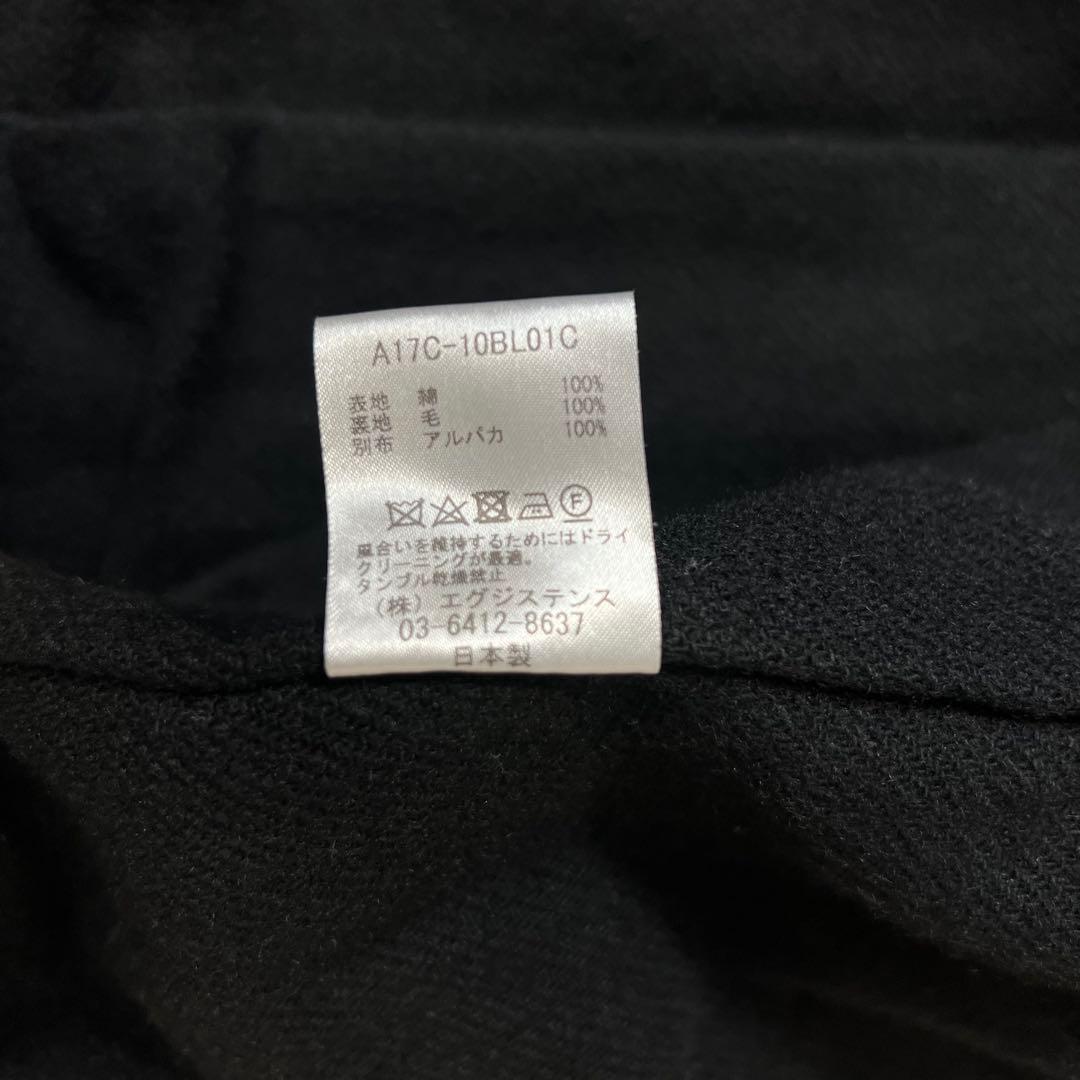 A17C-10BL01C
表地 綿 100%
裏地 毛 100%
別布 アルパカ 100%
F
風合いを維持するためにはドライ
クリーニングが最適。
タンブル乾燥禁止
(株) エグジステンス
03-6412-8637
日本製